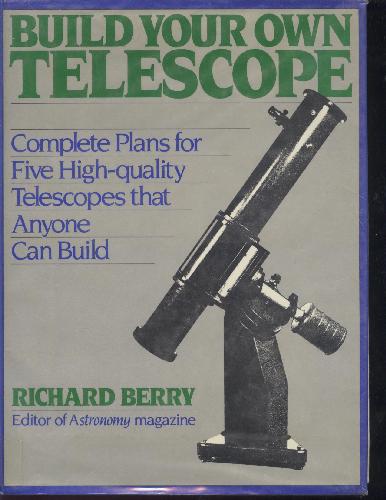 BUILD YOUR OWN
TELESCOPE
Complete Plans for
Five High-quality
Telescopes that
Anyone
Can Build
RICHARD BERRY
Editor of Astronomy magazine